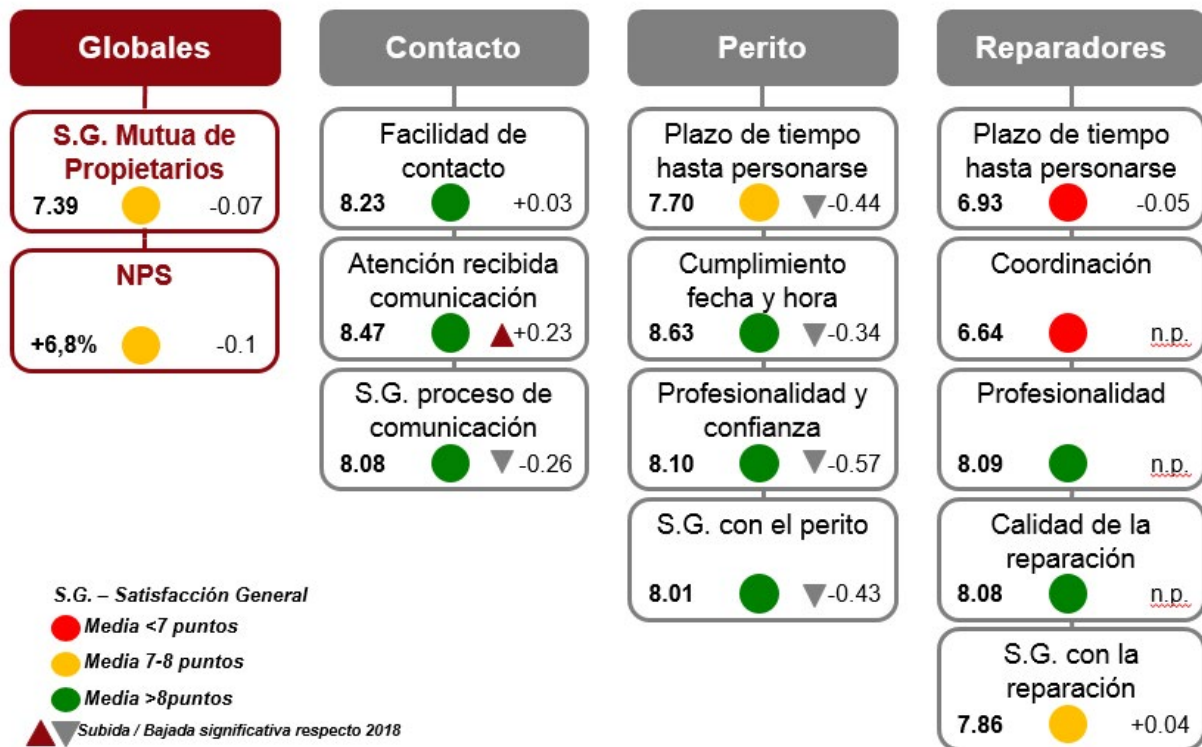 Globales
S.G. Mutua de
Propietarios
7.39 -0.07
NPS
+6,8% -0.1
Contacto
Facilidad de
contacto
8.23 +0.03
Atención recibida
comunicación
8.47 +0.23
S.G. proceso de
comunicación
8.08 -0.26
Perito
Plazo de tiempo
hasta personarse
7.70 -0.44
Cumplimiento
fecha y hora
8.63 -0.34
Profesionalidad y
confianza
8.10 -0.57
S.G. con el perito
8.01 -0.43
Reparadores
Plazo de tiempo
hasta personarse
6.93 -0.05
Coordinación
6.64 n.p.
Profesionalidad
8.09 n.p.
Calidad de la
reparación
8.08 n.p.
S.G. con la
reparación
7.86 +0.04
S.G. – Satisfacción General
Media <7 puntos
Media 7-8 puntos
Media >8puntos
Subida / Bajada significativa respecto 2018